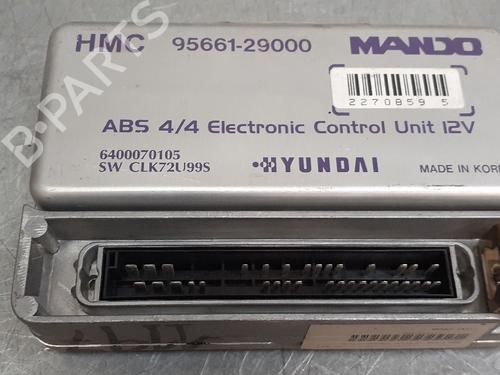 HMC 95661-29000 MANDO
2270859 5
ABS 4/4 Electronic Control Unit 12V
6400070105
SW CLK72U99S
HYUNDAI
MADE IN KOR
B-PARTS